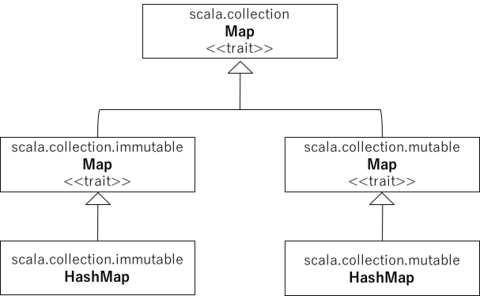 scala.collection
Map
<<trait>>
scala.collection.immutable
Map
<<trait>>
scala.collection.mutable
Map
<<trait>>
scala.collection.immutable
HashMap
scala.collection.mutable
HashMap